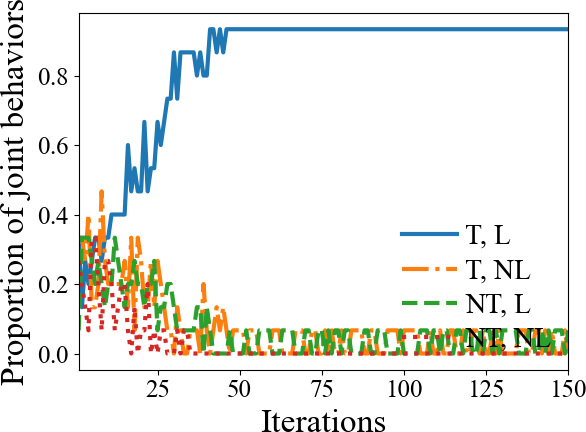 Proportion of joint behaviors
0.8
0.6
0.4
0.2
0.0
T, L
T, NL
NT, L
NT, NL
25
50
75
100
125
150
Iterations